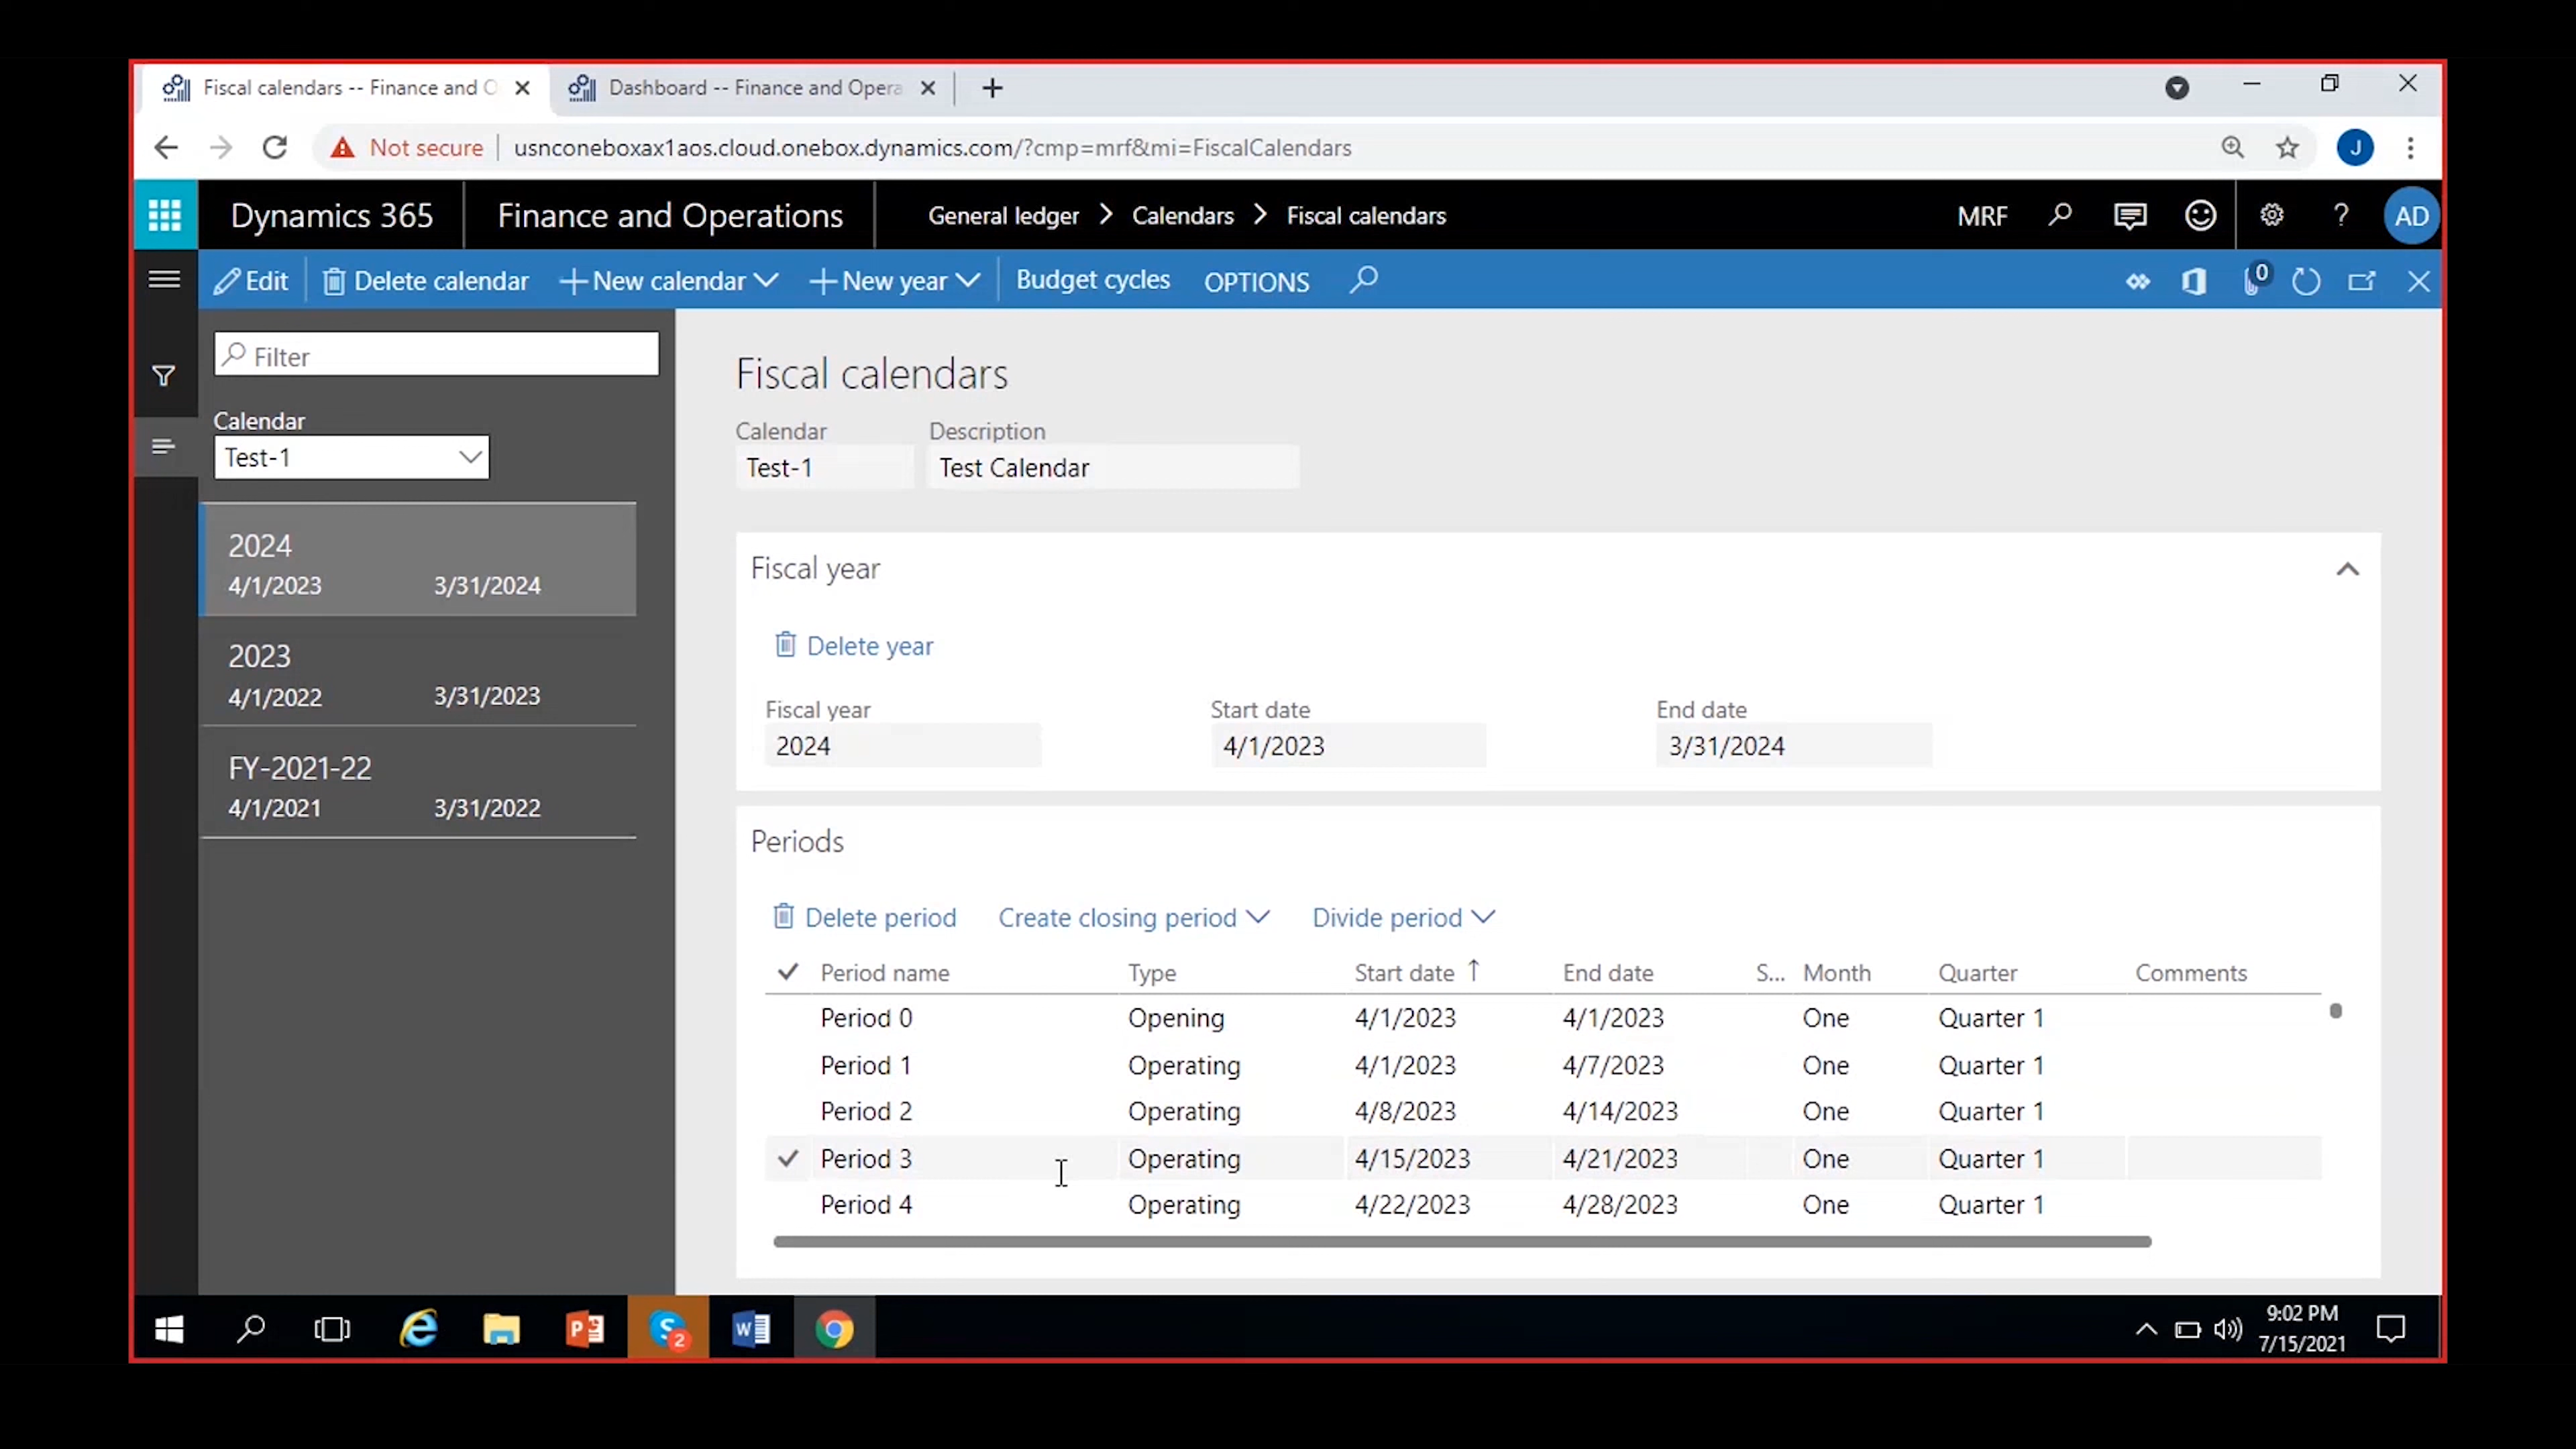 Fiscal calendars -- Finance and O
Dashboard -- Finance and Opera
Not secure
usnconeboxax1aos.cloud.onebox.dynamics.com/?cmp=mrf&mi=FiscalCalendars
J
Dynamics 365
Finance and Operations
General ledger > Calendars > Fiscal calendars
MRF
?
AD
Edit
Delete calendar
New calendar
New year
Budget cycles
OPTIONS
0
Filter
Calendar
Test-1
2024
4/1/2023 3/31/2024
2023
4/1/2022 3/31/2023
FY-2021-22
4/1/2021 3/31/2022
Fiscal calendars
Calendar Description
Test-1 Test Calendar
Fiscal year
Delete year
Fiscal year Start date End date
2024 4/1/2023 3/31/2024
Periods
Delete period Create closing period Divide period
Period name Type Start date End date S... Month Quarter Comments
Period 0 Opening 4/1/2023 4/1/2023 One Quarter 1
Period 1 Operating 4/1/2023 4/7/2023 One Quarter 1
Period 2 Operating 4/8/2023 4/14/2023 One Quarter 1
Period 3 Operating 4/15/2023 4/21/2023 One Quarter 1
Period 4 Operating 4/22/2023 4/28/2023 One Quarter 1
2
9:02 PM
7/15/2021